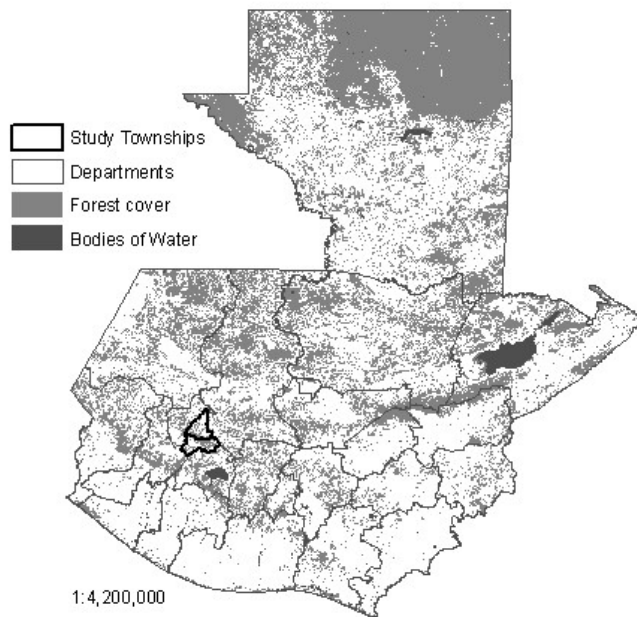 Study Townships
Departments
Forest cover
Bodies of Water
1:4,200,000